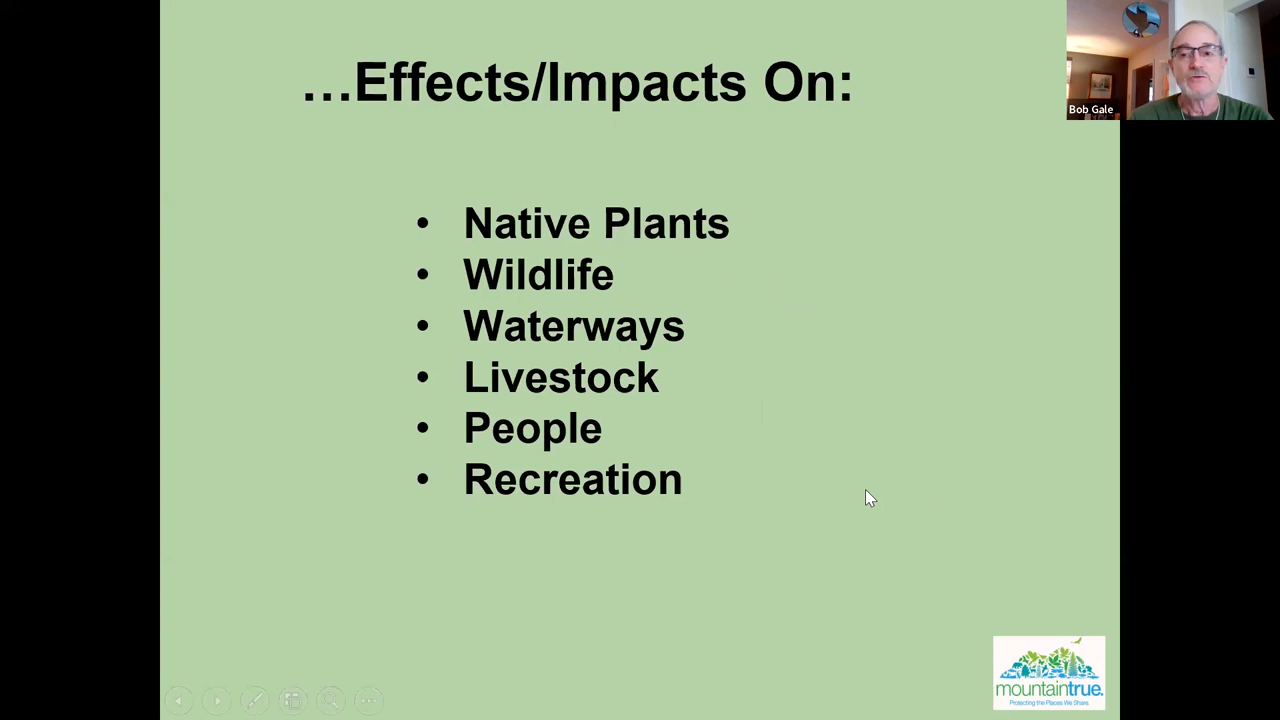 …Effects/Impacts On:
Bob Gale
• Native Plants
• Wildlife
• Waterways
• Livestock
• People
• Recreation
mountaintrue.
Protecting the Places We Share